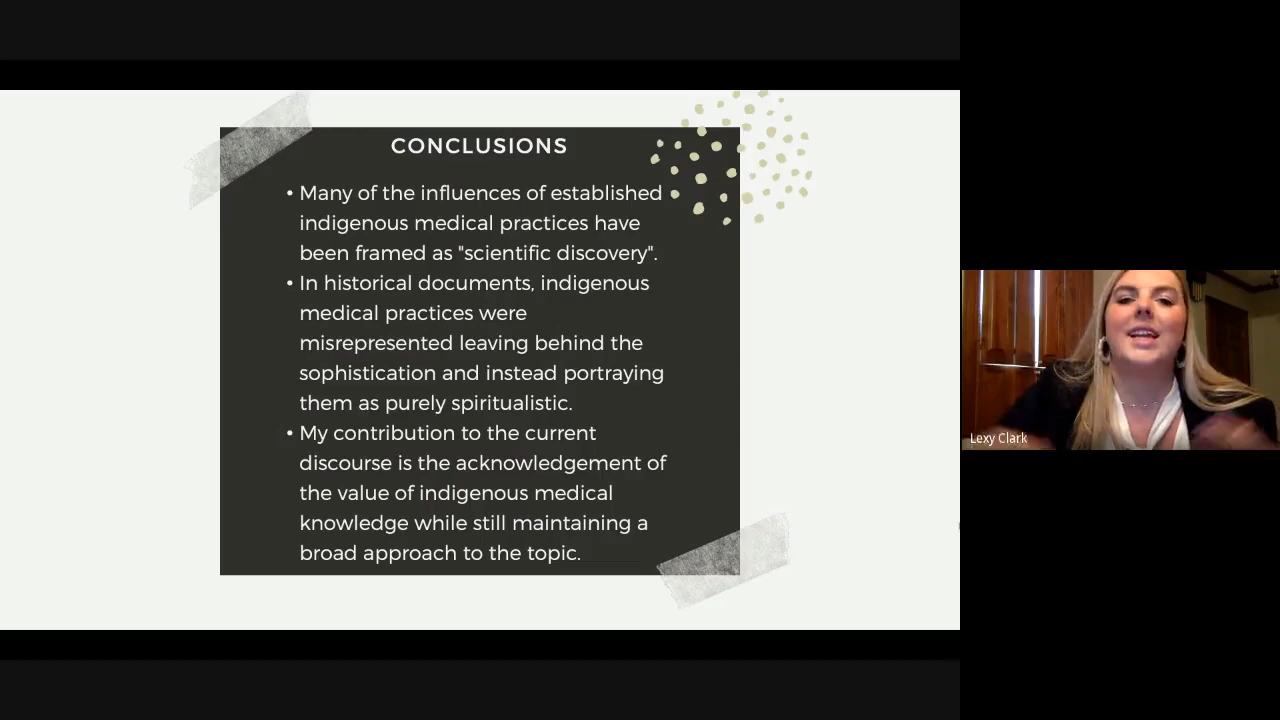 CONCLUSIONS
• Many of the influences of established
indigenous medical practices have
been framed as "scientific discovery".
• In historical documents, indigenous
medical practices were
misrepresented leaving behind the
sophistication and instead portraying
them as purely spiritualistic.
• My contribution to the current
discourse is the acknowledgement of
the value of indigenous medical
knowledge while still maintaining a
broad approach to the topic.
Lexy Clark